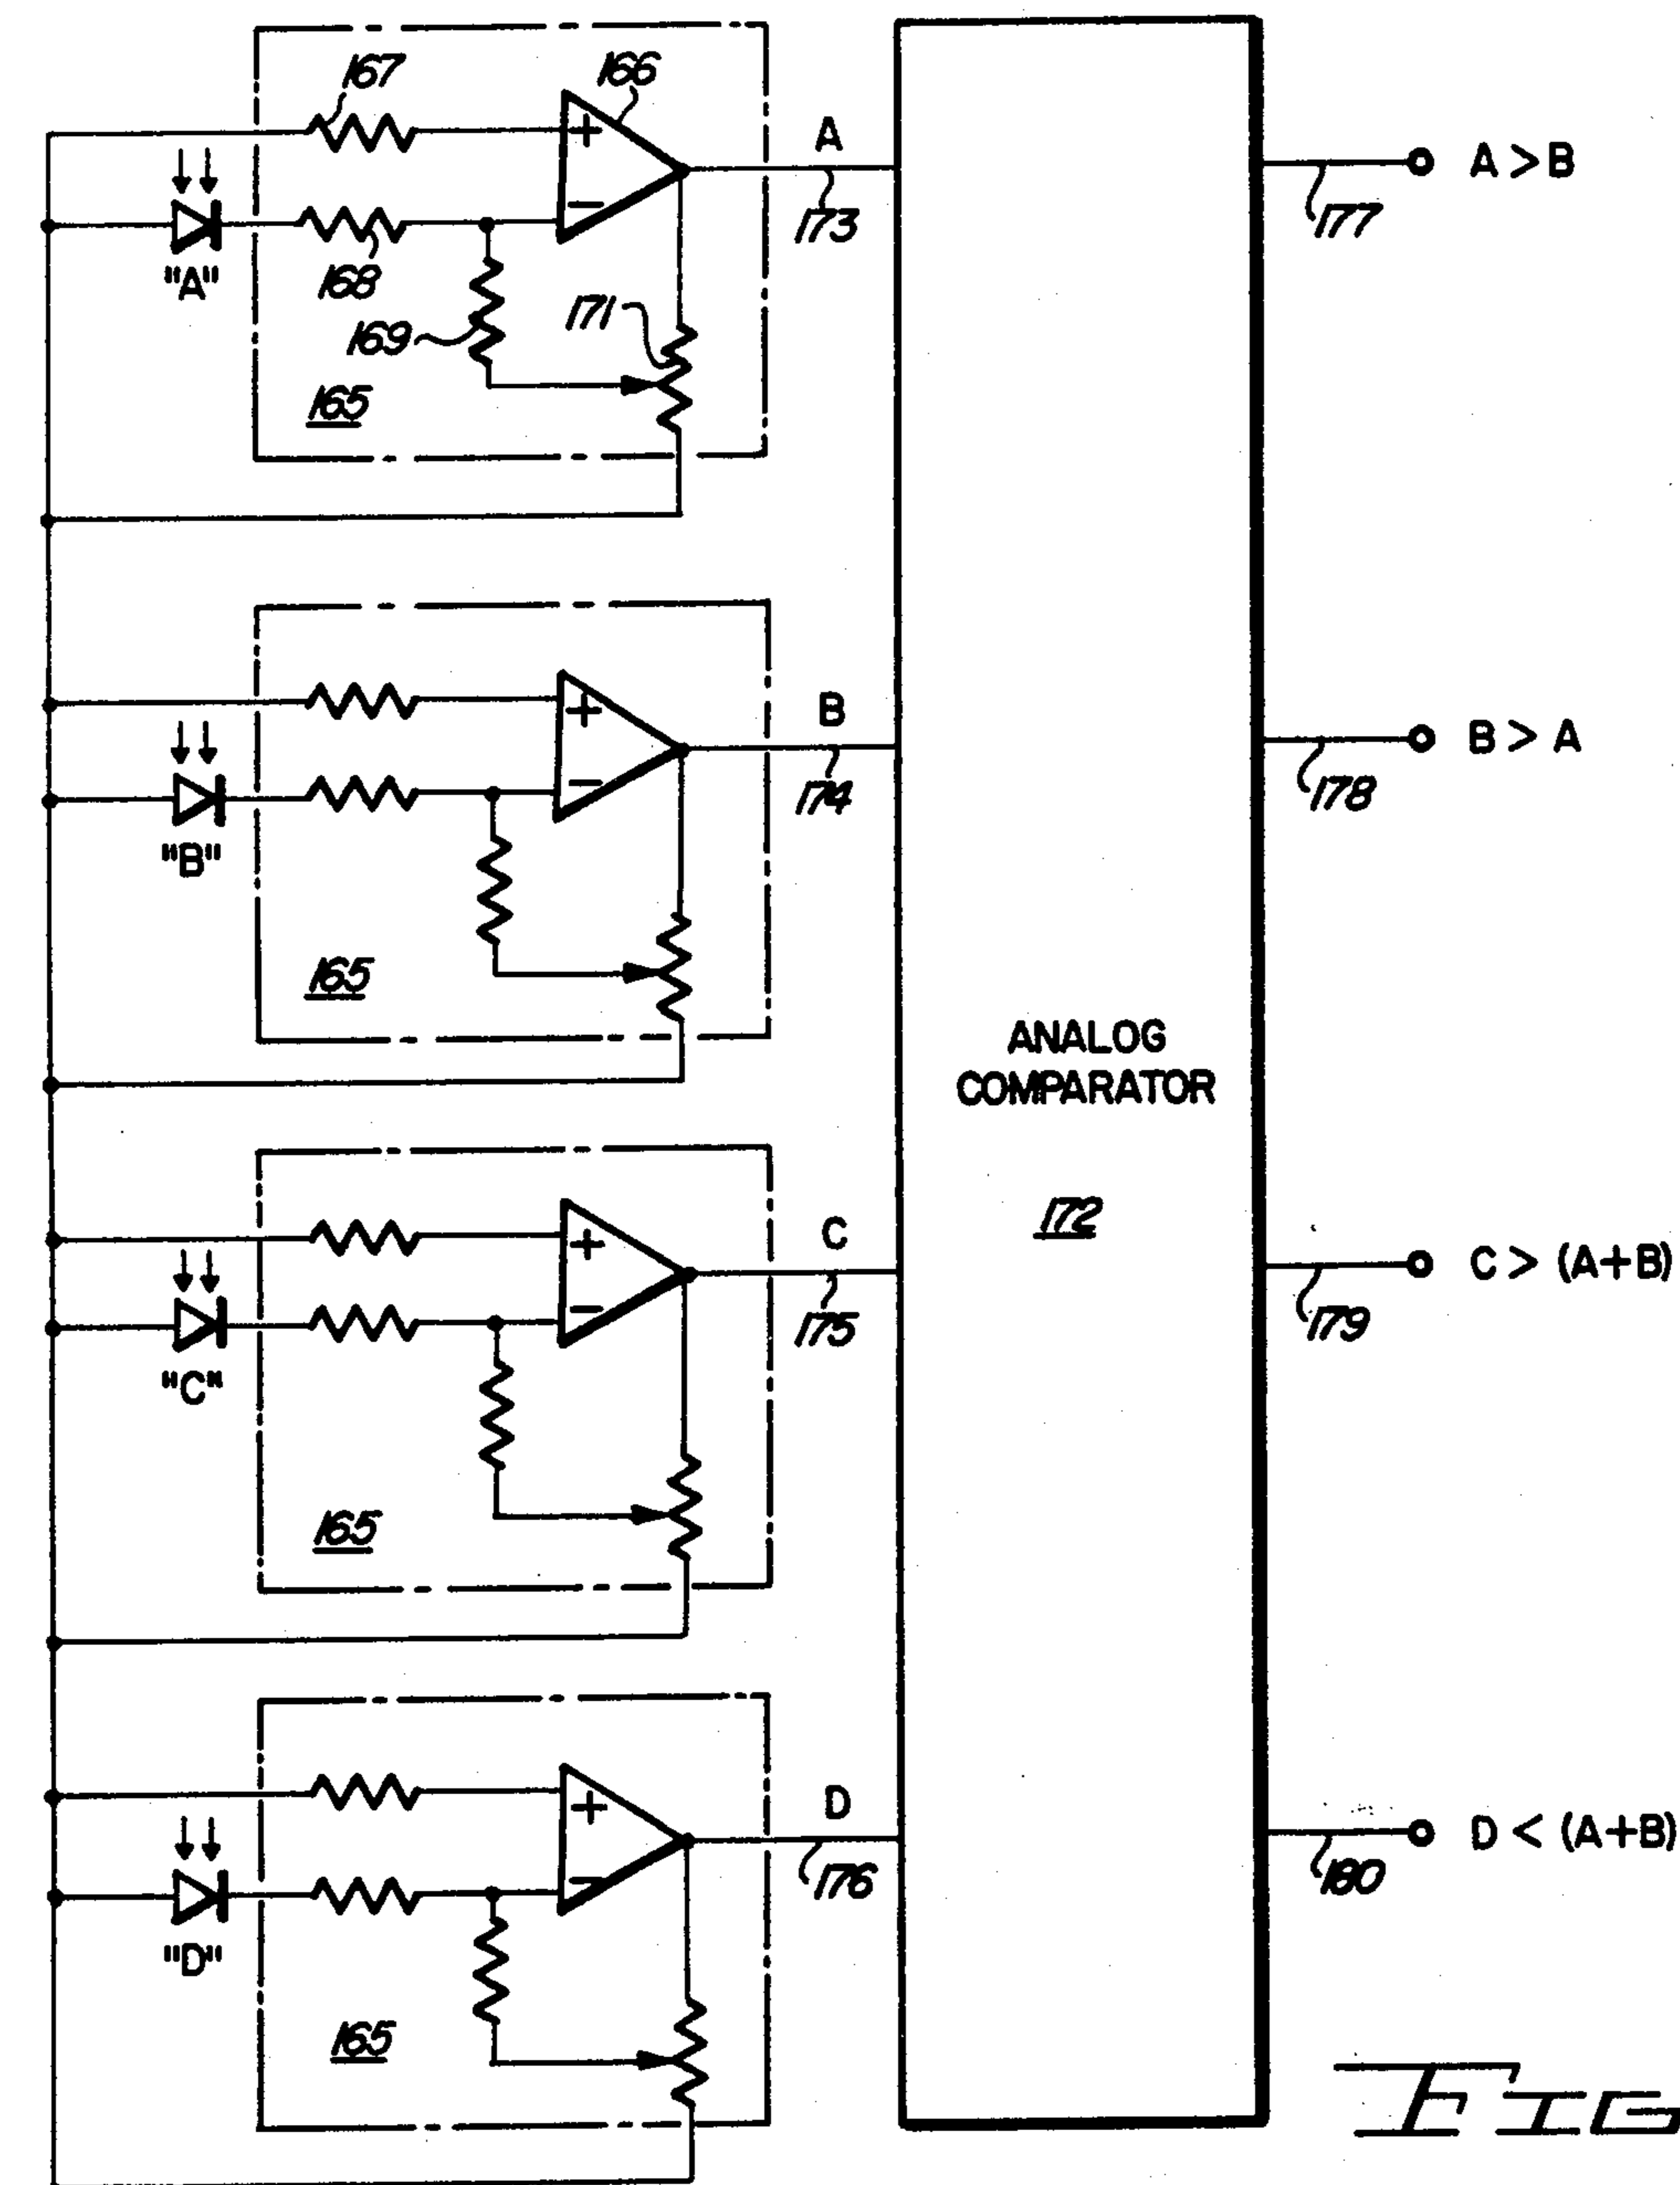 167
166
+
A
A > B
−
173
177
"A"
168
169
171
165
+
B
B > A
−
174
178
"B"
165
ANALOG
COMPARATOR
172
+
C
C > (A+B)
−
175
179
"C"
165
+
D
D < (A+B)
−
176
180
"D"
165
FIG